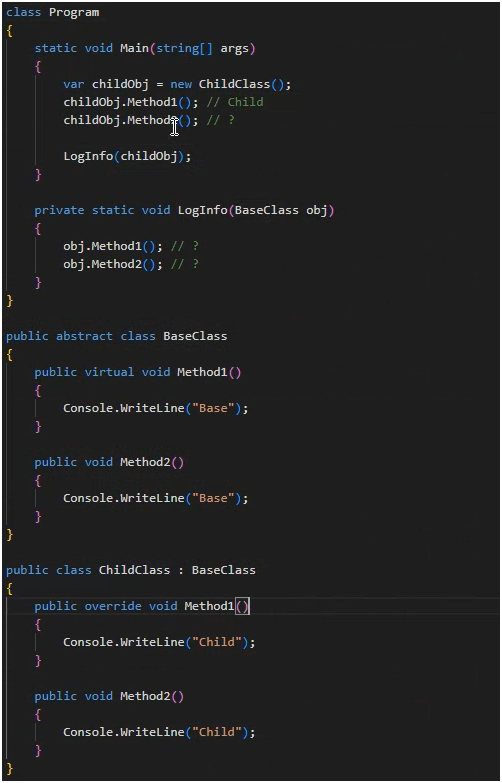 class Program
{
    static void Main(string[] args)
    {
        var childObj = new ChildClass();
        childObj.Method1(); // Child
        childObj.Method2(); // ?

        LogInfo(childObj);
    }

    private static void LogInfo(BaseClass obj)
    {
        obj.Method1(); // ?
        obj.Method2(); // ?
    }
}

public abstract class BaseClass
{
    public virtual void Method1()
    {
        Console.WriteLine("Base");
    }

    public void Method2()
    {
        Console.WriteLine("Base");
    }
}

public class ChildClass : BaseClass
{
    public override void Method1()
    {
        Console.WriteLine("Child");
    }

    public void Method2()
    {
        Console.WriteLine("Child");
    }
}